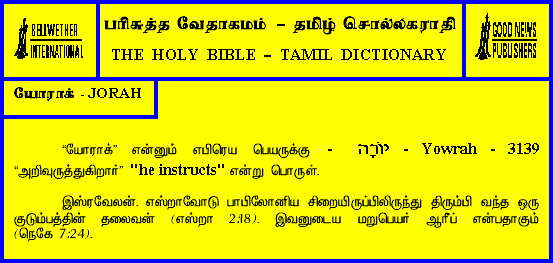 BELLWETHER
INTERNATIONAL
பரிசுத்த வேதாகமம் – தமிழ் சொல்லகராதி
THE HOLY BIBLE – TAMIL DICTIONARY
GOOD NEWS
PUBLISHERS
யோராக் - JORAH
“யோராக்” என்னும் எபிரெய பெயருக்கு - יוֹרָה - Yowrah - 3139
“அறிவுருத்துகிறார்” "he instructs" என்று பொருள்.
இஸ்ரவேலன். எஸ்றாவோடு பாபிலோனிய சிறையிருப்பிலிருந்து திரும்பி வந்த ஒரு
குடும்பத்தின் தலைவன் (எஸ்றா 2:18). இவனுடைய மறுபெயர் ஆரீப் என்பதாகும்
(நெகே 7:24).